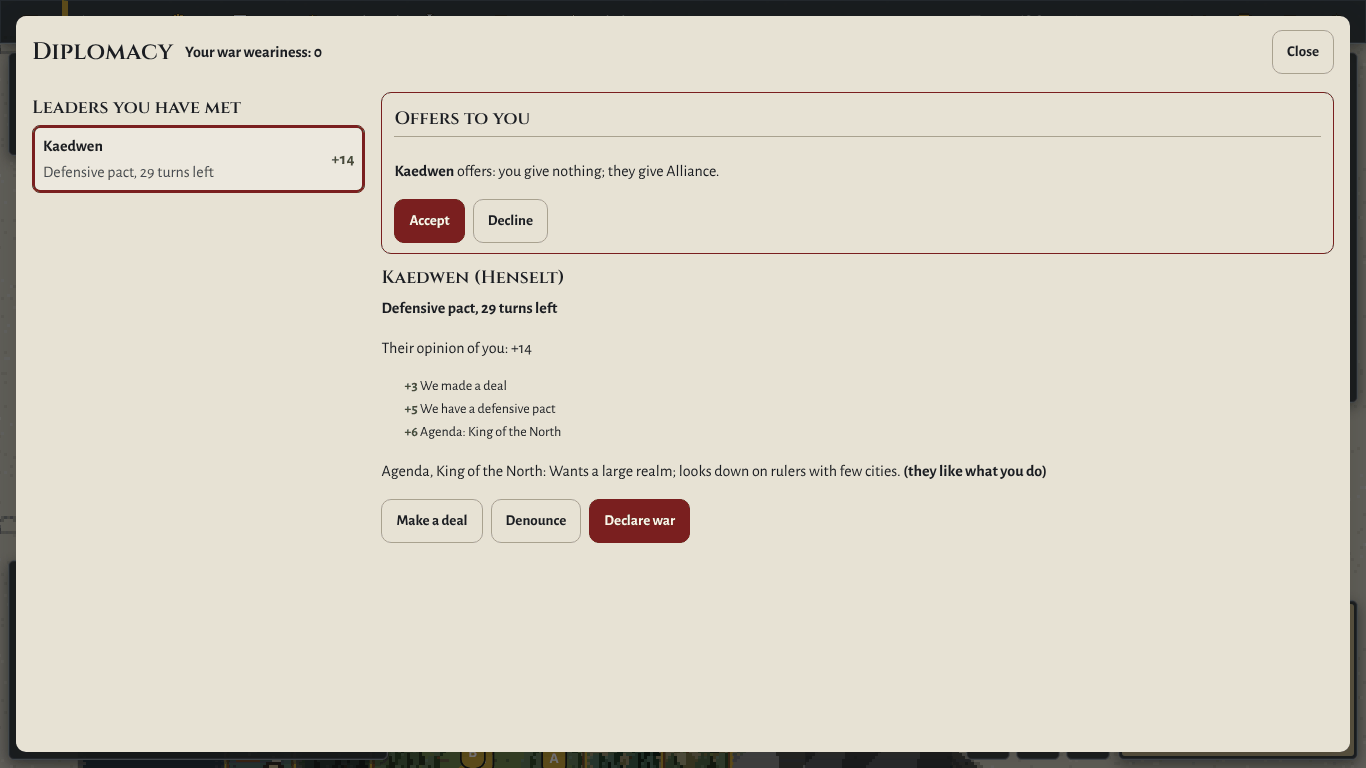 Diplomacy Your war weariness: 0
Close
Leaders you have met
Kaedwen
Defensive pact, 29 turns left
+14
Offers to you
Kaedwen offers: you give nothing; they give Alliance.
Accept Decline
Kaedwen (Henselt)
Defensive pact, 29 turns left
Their opinion of you: +14
+3 We made a deal
+5 We have a defensive pact
+6 Agenda: King of the North
Agenda, King of the North: Wants a large realm; looks down on rulers with few cities. (they like what you do)
Make a deal Denounce Declare war